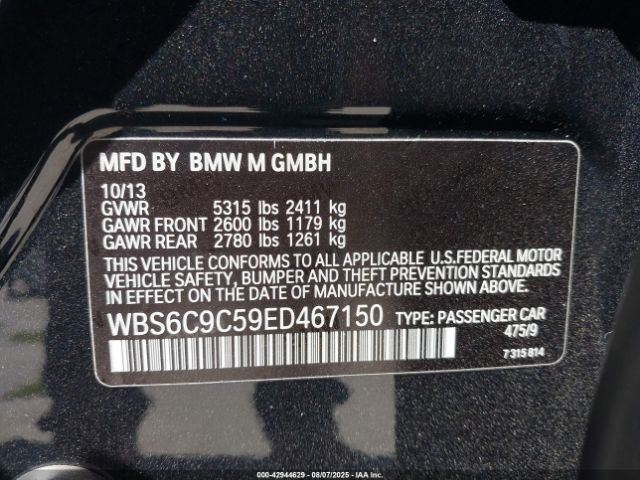 MFD BY BMW M GMBH
10/13
GVWR 5315 lbs 2411 kg
GAWR FRONT 2600 lbs 1179 kg
GAWR REAR 2780 lbs 1261 kg
THIS VEHICLE CONFORMS TO ALL APPLICABLE U.S.FEDERAL MOTOR
VEHICLE SAFETY, BUMPER AND THEFT PREVENTION STANDARDS
IN EFFECT ON THE DATE OF MANUFACTURE SHOWN ABOVE.
WBS6C9C59ED467150 TYPE: PASSENGER CAR
475/9
7 315 814
000-42944629 - 08/07/2025 - IAAI.COM